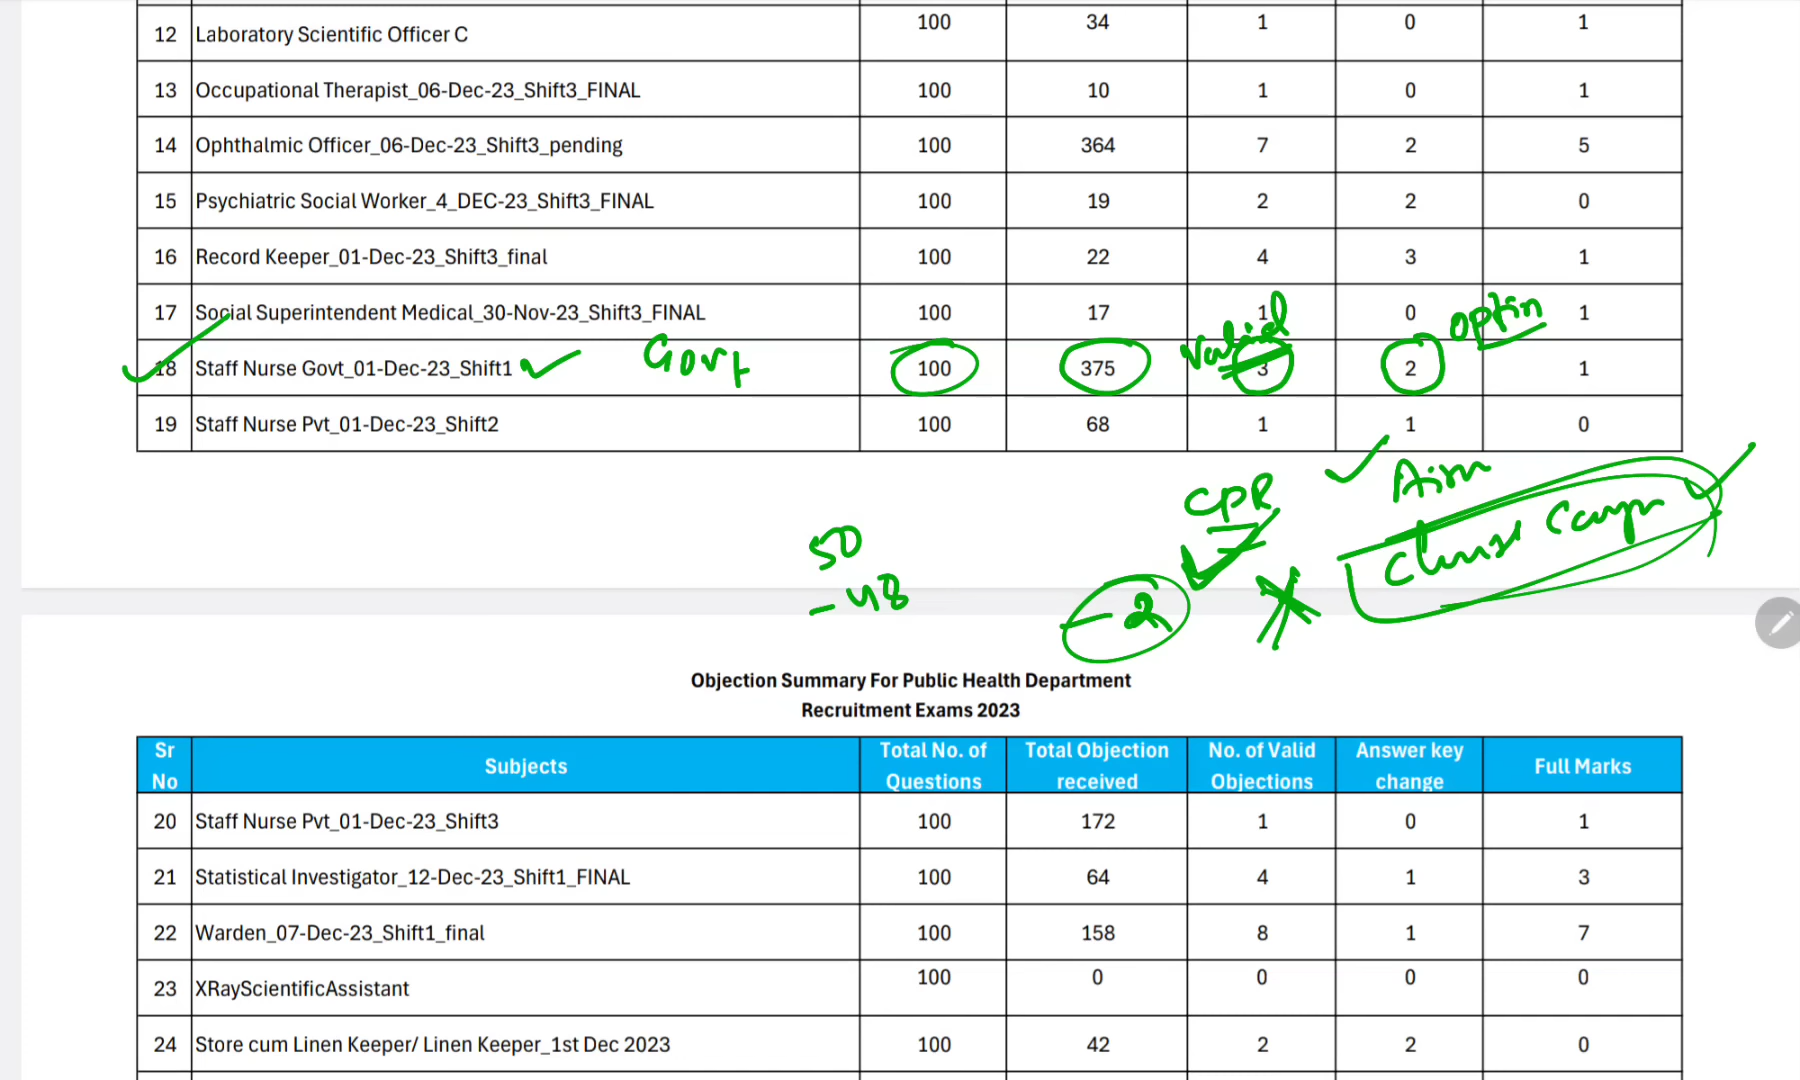 12 Laboratory Scientific Officer C 100 34 1 0 1
13 Occupational Therapist_06-Dec-23_Shift3_FINAL 100 10 1 0 1
14 Ophthalmic Officer_06-Dec-23_Shift3_pending 100 364 7 2 5
15 Psychiatric Social Worker_4_DEC-23_Shift3_FINAL 100 19 2 2 0
16 Record Keeper_01-Dec-23_Shift3_final 100 22 4 3 1
17 Social Superintendent Medical_30-Nov-23_Shift3_FINAL 100 17 1 0 1
Valid
18 Staff Nurse Govt_01-Dec-23_Shift1 Govt 100 375 3 2 1
19 Staff Nurse Pvt_01-Dec-23_Shift2 100 68 1 1 0
CPR
50
-48
-2
Objection Summary For Public Health Department
Recruitment Exams 2023
Sr No Subjects Total No. of Questions Total Objection received No. of Valid Objections Answer key change Full Marks
20 Staff Nurse Pvt_01-Dec-23_Shift3 100 172 1 0 1
21 Statistical Investigator_12-Dec-23_Shift1_FINAL 100 64 4 1 3
22 Warden_07-Dec-23_Shift1_final 100 158 8 1 7
23 XRayScientificAssistant 100 0 0 0 0
24 Store cum Linen Keeper/ Linen Keeper_1st Dec 2023 100 42 2 2 0